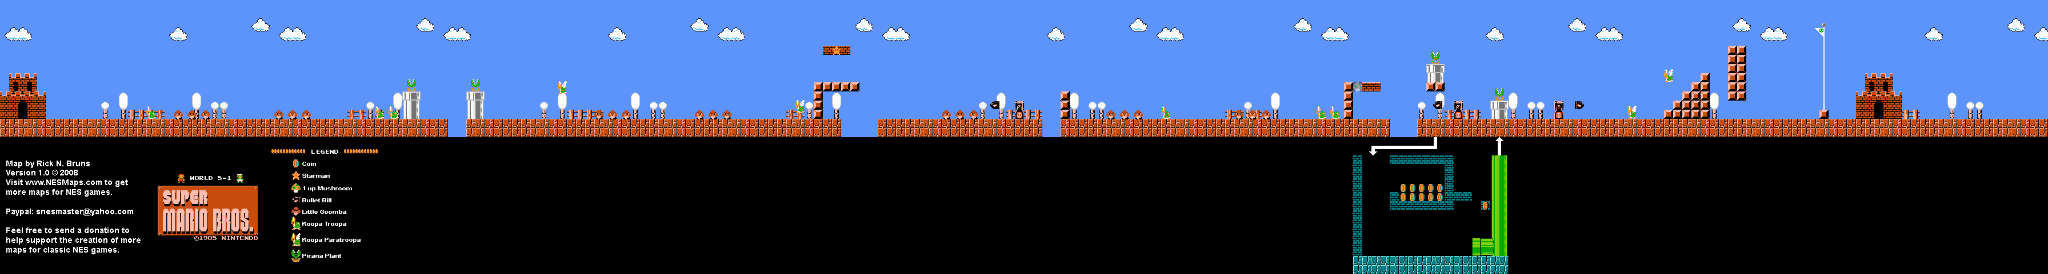 Map by Rick N. Bruns
Version 1.0 © 2008
Visit www.NESMaps.com to get
more maps for NES games.
Paypal: snesmaster@yahoo.com
Feel free to send a donation to
help support the creation of more
maps for classic NES games.
WORLD 5-1
SUPER
MARIO BROS.
©1985 NINTENDO
LEGEND
Coin
Starman
1 up Mushroom
Bullet Bill
Little Goomba
Koopa Troopa
Koopa Paratroopa
Pirana Plant